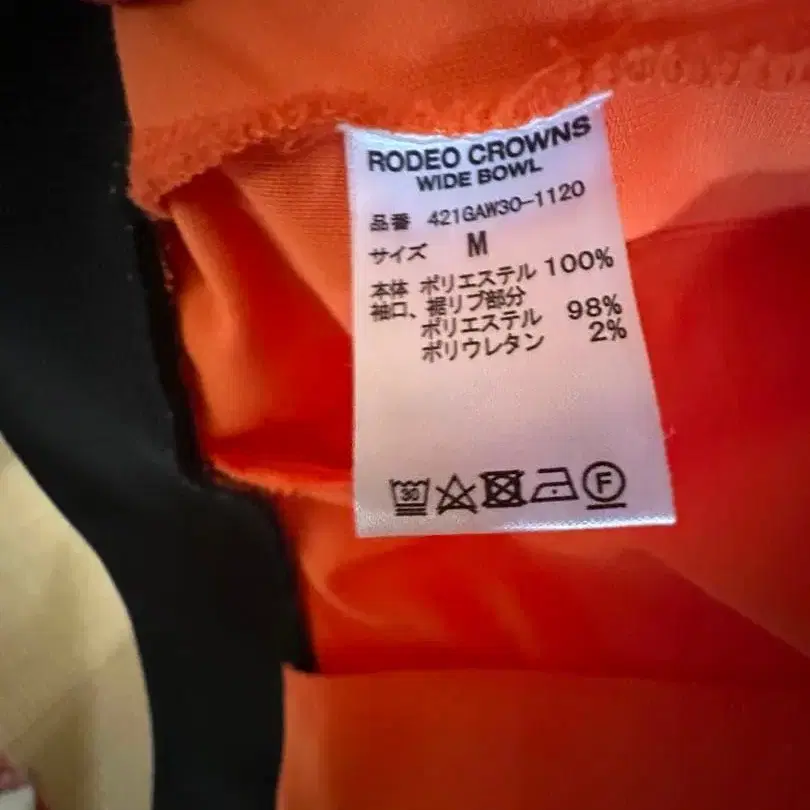 RODEO CROWNS
WIDE BOWL
品番 421GAW30-1120
サイズ M
本体 ポリエステル 100%
袖口、裾リブ部分
ポリエステル 98%
ポリウレタン 2%
30 F